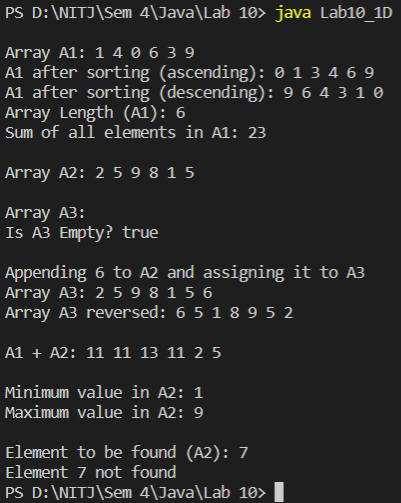 PS D:\NITJ\Sem 4\Java\Lab 10> java Lab10_1D
Array A1: 1 4 0 6 3 9
A1 after sorting (ascending): 0 1 3 4 6 9
A1 after sorting (descending): 9 6 4 3 1 0
Array Length (A1): 6
Sum of all elements in A1: 23
Array A2: 2 5 9 8 1 5
Array A3:
Is A3 Empty? true
Appending 6 to A2 and assigning it to A3
Array A3: 2 5 9 8 1 5 6
Array A3 reversed: 6 5 1 8 9 5 2
A1 + A2: 11 11 13 11 2 5
Minimum value in A2: 1
Maximum value in A2: 9
Element to be found (A2): 7
Element 7 not found
PS D:\NITJ\Sem 4\Java\Lab 10>